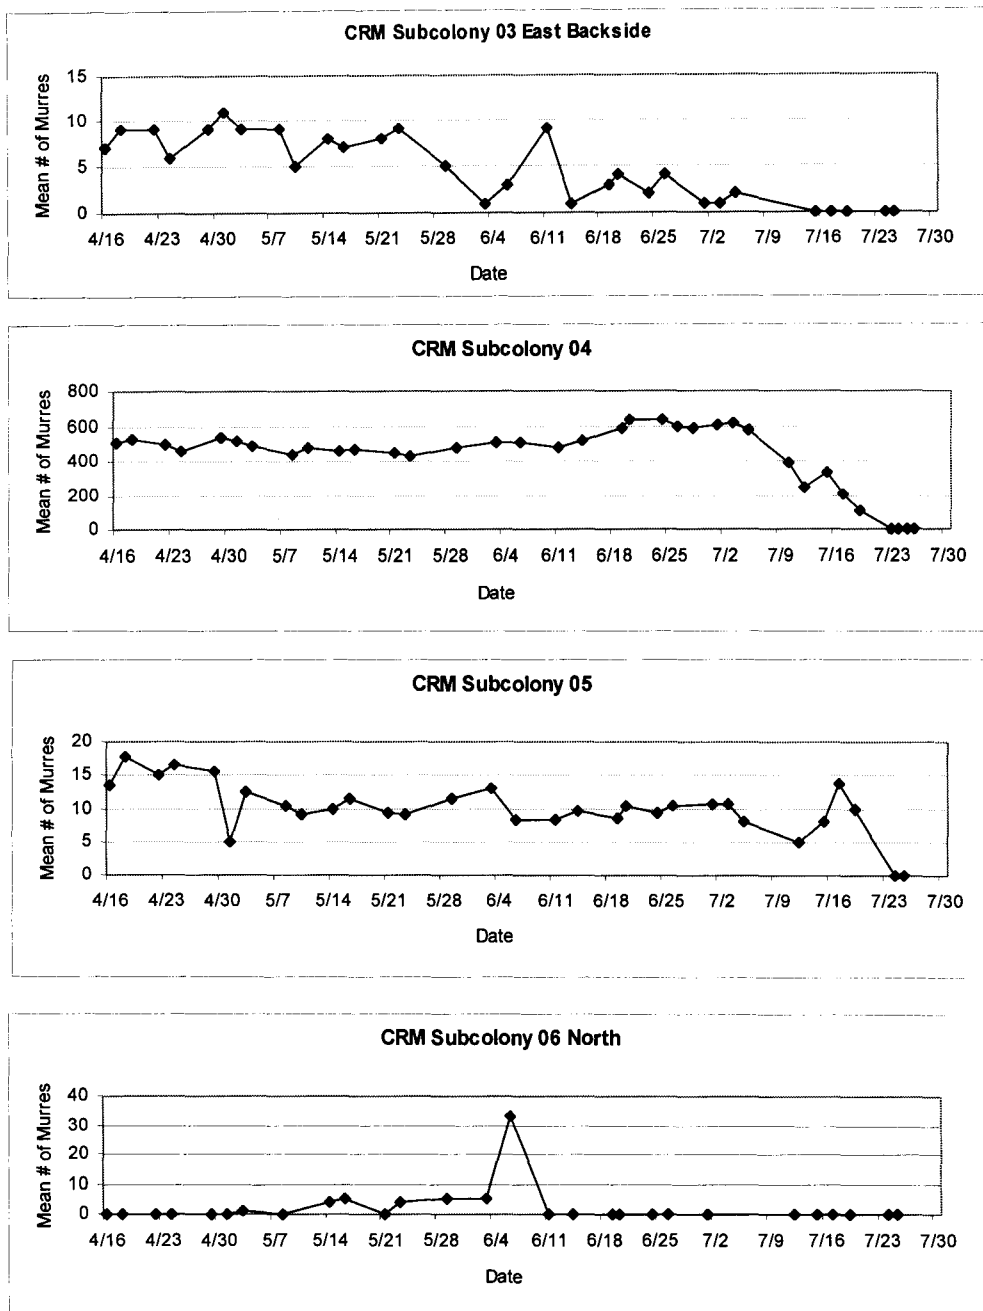 CRM Subcolony 03 East Backside
Mean # of Murres
15
10
5
0
4/16 4/23 4/30 5/7 5/14 5/21 5/28 6/4 6/11 6/18 6/25 7/2 7/9 7/16 7/23 7/30
Date
CRM Subcolony 04
Mean # of Murres
800
600
400
200
0
4/16 4/23 4/30 5/7 5/14 5/21 5/28 6/4 6/11 6/18 6/25 7/2 7/9 7/16 7/23 7/30
Date
CRM Subcolony 05
Mean # of Murres
20
15
10
5
0
4/16 4/23 4/30 5/7 5/14 5/21 5/28 6/4 6/11 6/18 6/25 7/2 7/9 7/16 7/23 7/30
Date
CRM Subcolony 06 North
Mean # of Murres
40
30
20
10
0
4/16 4/23 4/30 5/7 5/14 5/21 5/28 6/4 6/11 6/18 6/25 7/2 7/9 7/16 7/23 7/30
Date